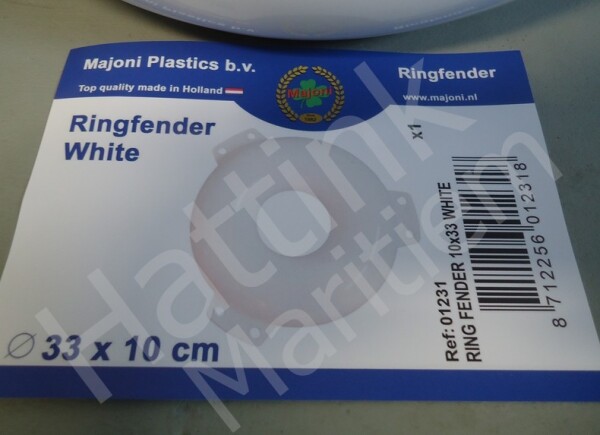 Majoni Plastics b.v.
Top quality made in Holland
Majoni
Ringfender
www.majoni.nl
Ringfender
White
x1
Ø 33 x 10 cm
Ref: 01231
RING FENDER 10x33 WHITE
8 712256 012318
Hattink
Maritiem